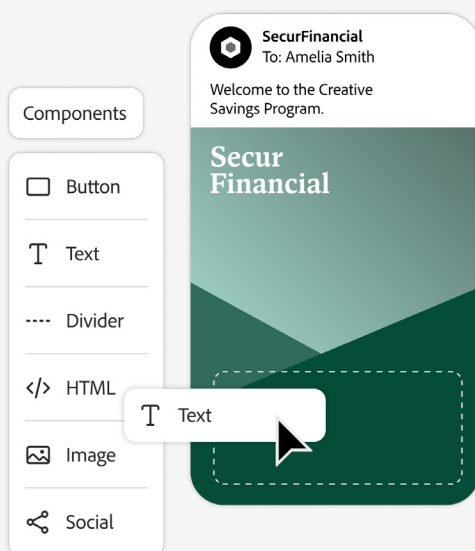 SecurFinancial
To: Amelia Smith
Welcome to the Creative
Savings Program.
Secur
Financial
Components
Button
Text
Divider
HTML
Text
Image
Social